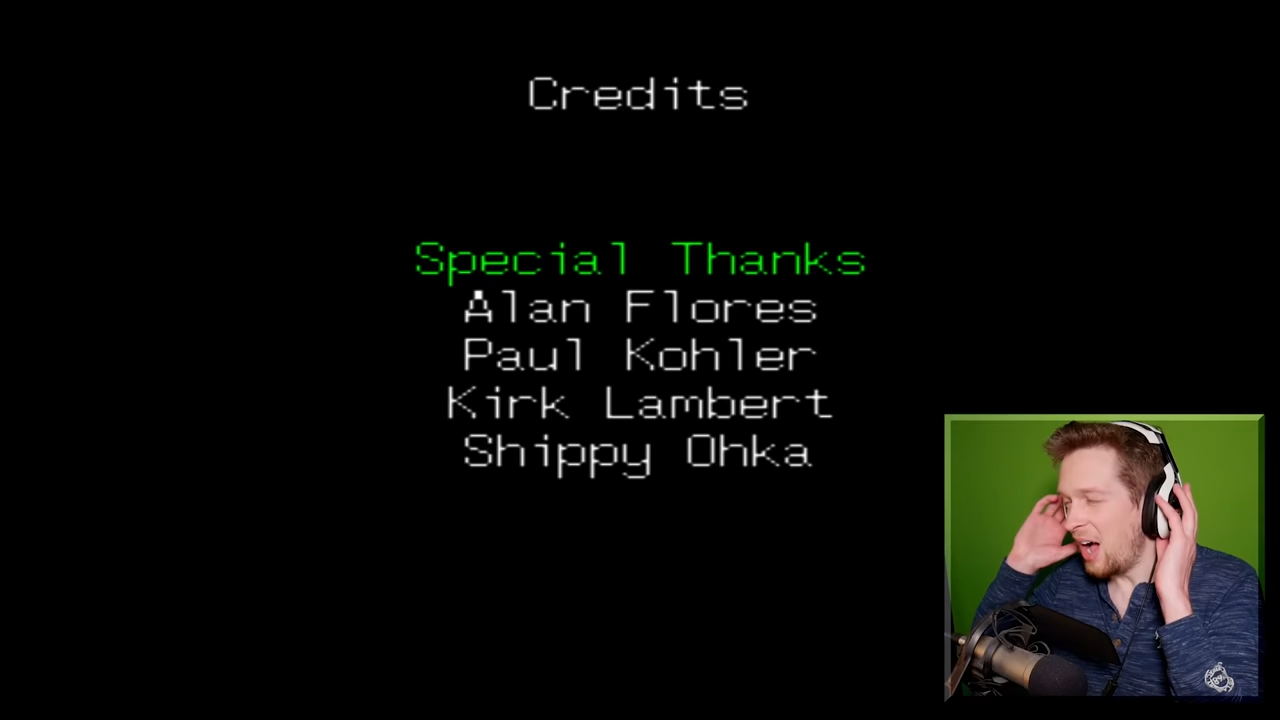 Credits
Special Thanks
Alan Flores
Paul Kohler
Kirk Lambert
Shippy Ohka